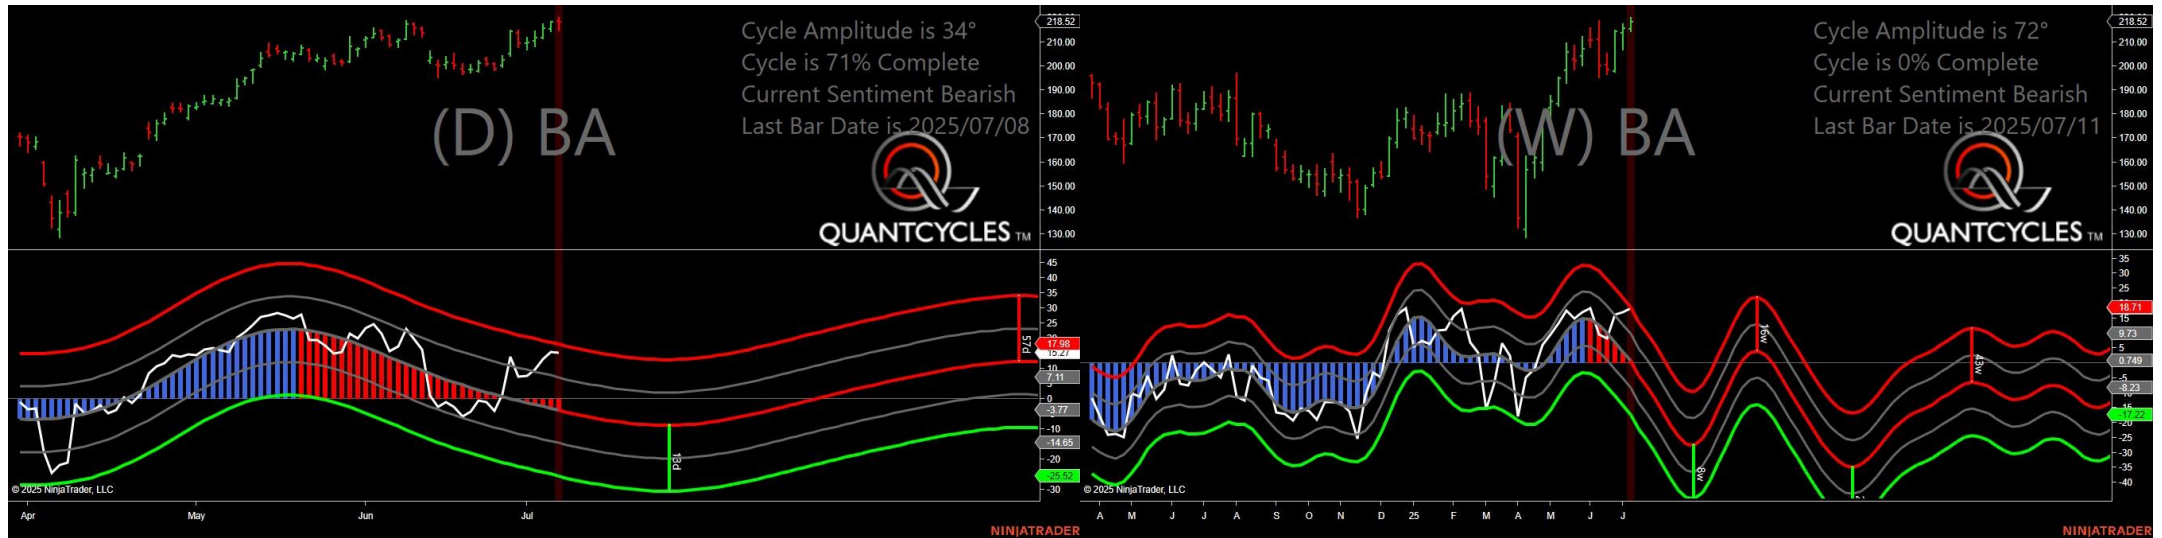 Cycle Amplitude is 34°
Cycle is 71% Complete
Current Sentiment Bearish
Last Bar Date is 2025/07/08
(D) BA
QUANTCYCLES TM
218.52
210.00
200.00
190.00
180.00
170.00
160.00
150.00
140.00
130.00
45
40
35
30
25
20
17.98
15.27
10
7.11
0
-3.77
-10
-14.65
-20
-25.52
-30
57d
13d
© 2025 NinjaTrader, LLC
Apr May Jun Jul
NINJATRADER
Cycle Amplitude is 72°
Cycle is 0% Complete
Current Sentiment Bearish
Last Bar Date is 2025/07/11
(W) BA
QUANTCYCLES TM
218.52
210.00
200.00
190.00
180.00
170.00
160.00
150.00
140.00
130.00
35
30
25
18.71
15
9.73
5
0.749
-5
-8.23
-17.22
-20
-25
-30
-35
-40
16w
43w
8w
© 2025 NinjaTrader, LLC
A M J J A S O N D 25 F M A M J J
NINJATRADER